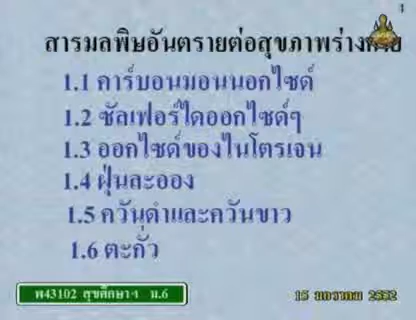 1
สารมลพิษอันตรายต่อสุขภาพร่างกาย
1.1 คาร์บอนมอนนอกไซด์
1.2 ซัลเฟอร์ไดออกไซด์ๆ
1.3 ออกไซด์ของไนโตรเจน
1.4 ฝุ่นละออง
1.5 ควันดำและควันขาว
1.6 ตะกั่ว
พ43102 สุขศึกษาฯ ม.6
15 มกราคม 2552